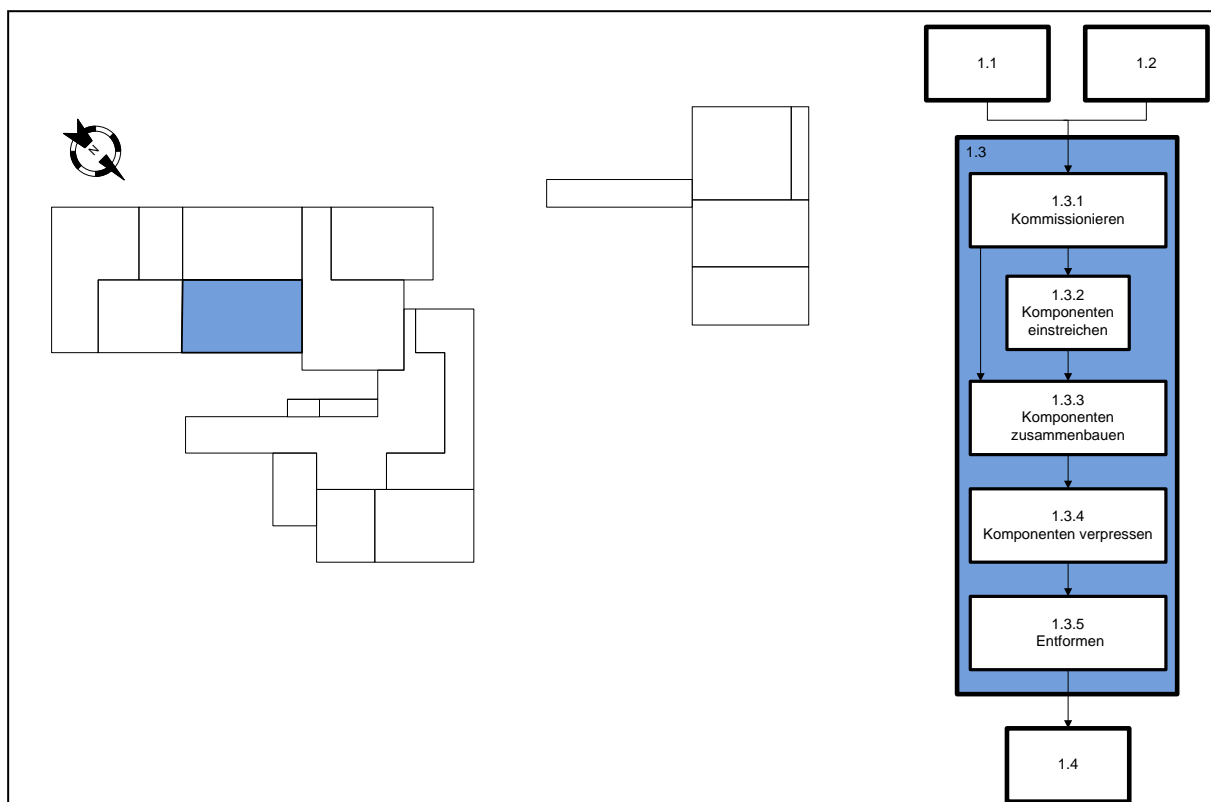 1.1
1.2
N
1.3
1.3.1
Kommissionieren
1.3.2
Komponenten
einstreichen
1.3.3
Komponenten
zusammenbauen
1.3.4
Komponenten verpressen
1.3.5
Entformen
1.4